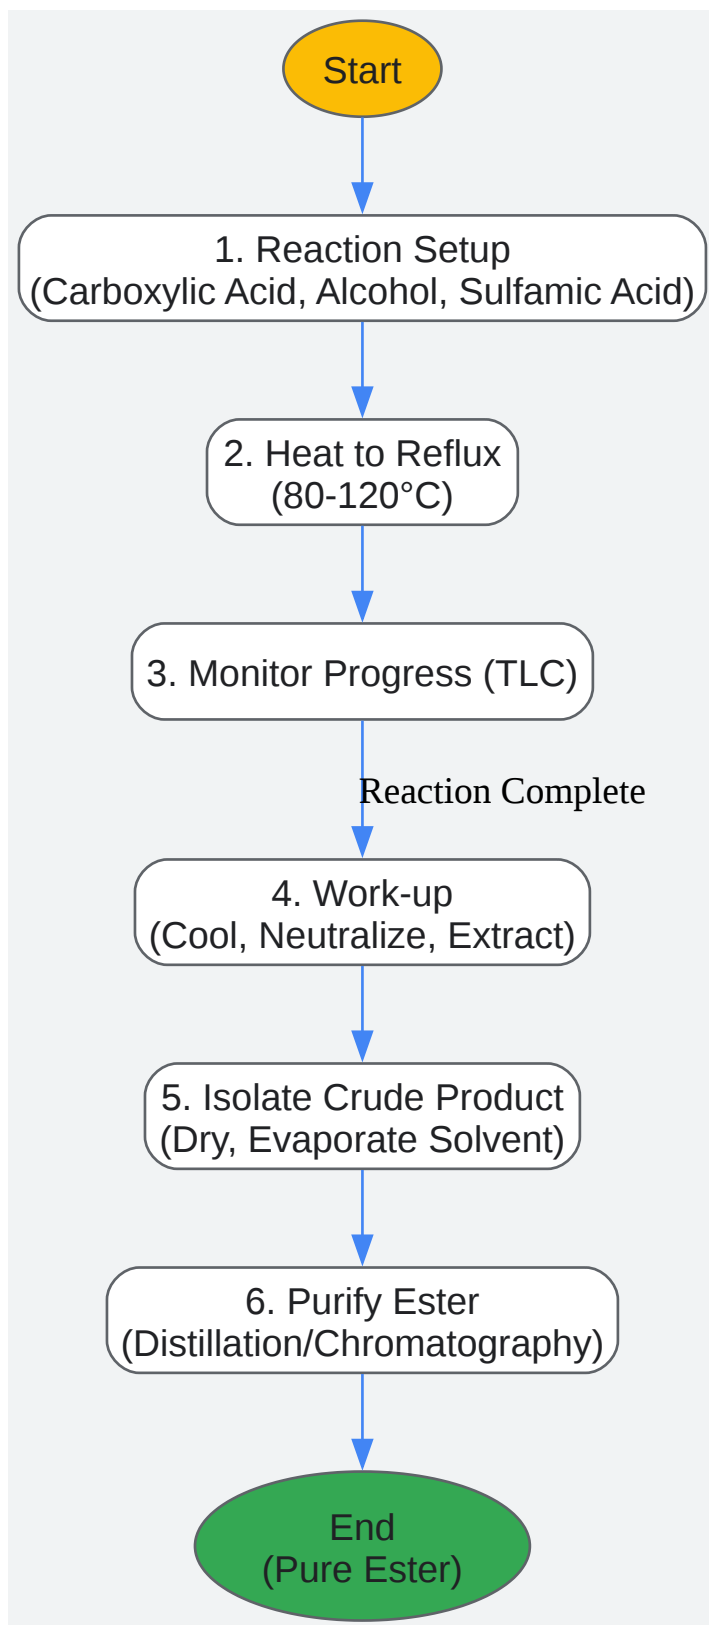 Start
1. Reaction Setup
(Carboxylic Acid, Alcohol, Sulfamic Acid)
2. Heat to Reflux
(80-120°C)
3. Monitor Progress (TLC)
Reaction Complete
4. Work-up
(Cool, Neutralize, Extract)
5. Isolate Crude Product
(Dry, Evaporate Solvent)
6. Purify Ester
(Distillation/Chromatography)
End
(Pure Ester)